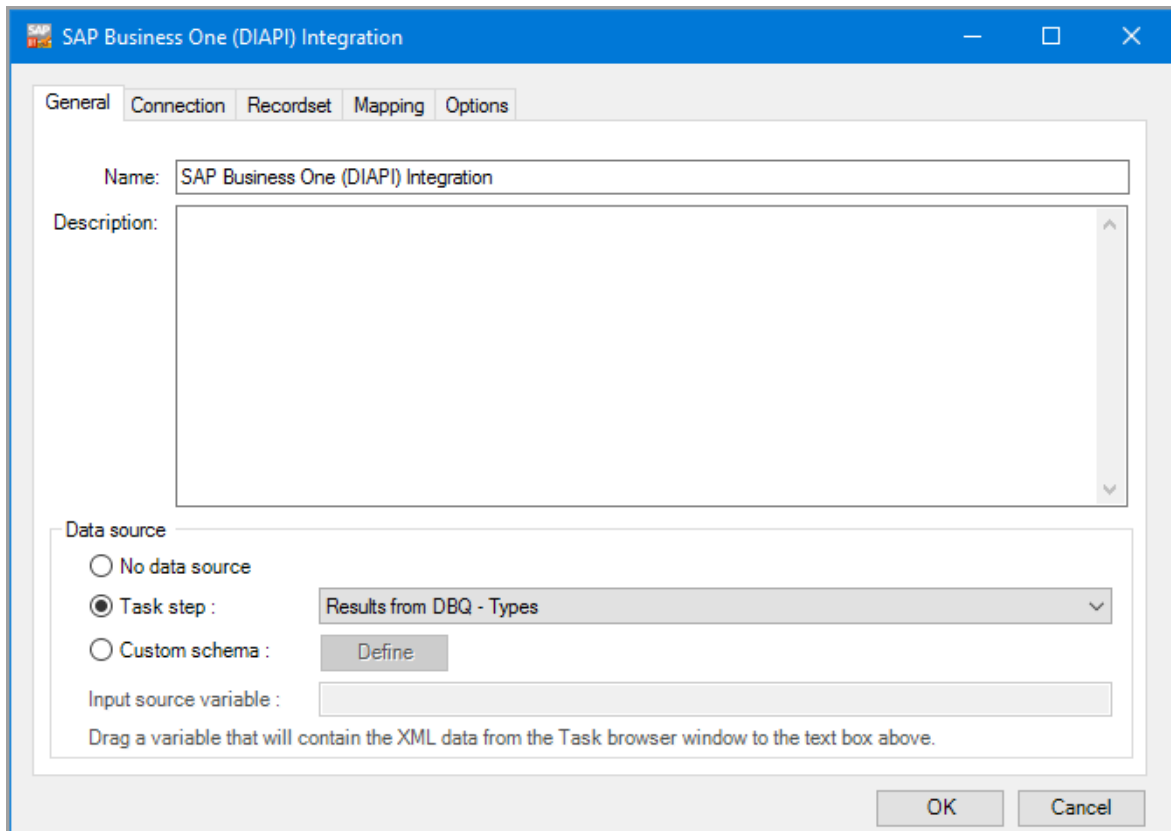 SAP Business One (DIAPI) Integration
General Connection Recordset Mapping Options
Name: SAP Business One (DIAPI) Integration
Description:
Data source
No data source
Task step : Results from DBQ - Types
Custom schema : Define
Input source variable :
Drag a variable that will contain the XML data from the Task browser window to the text box above.
OK Cancel